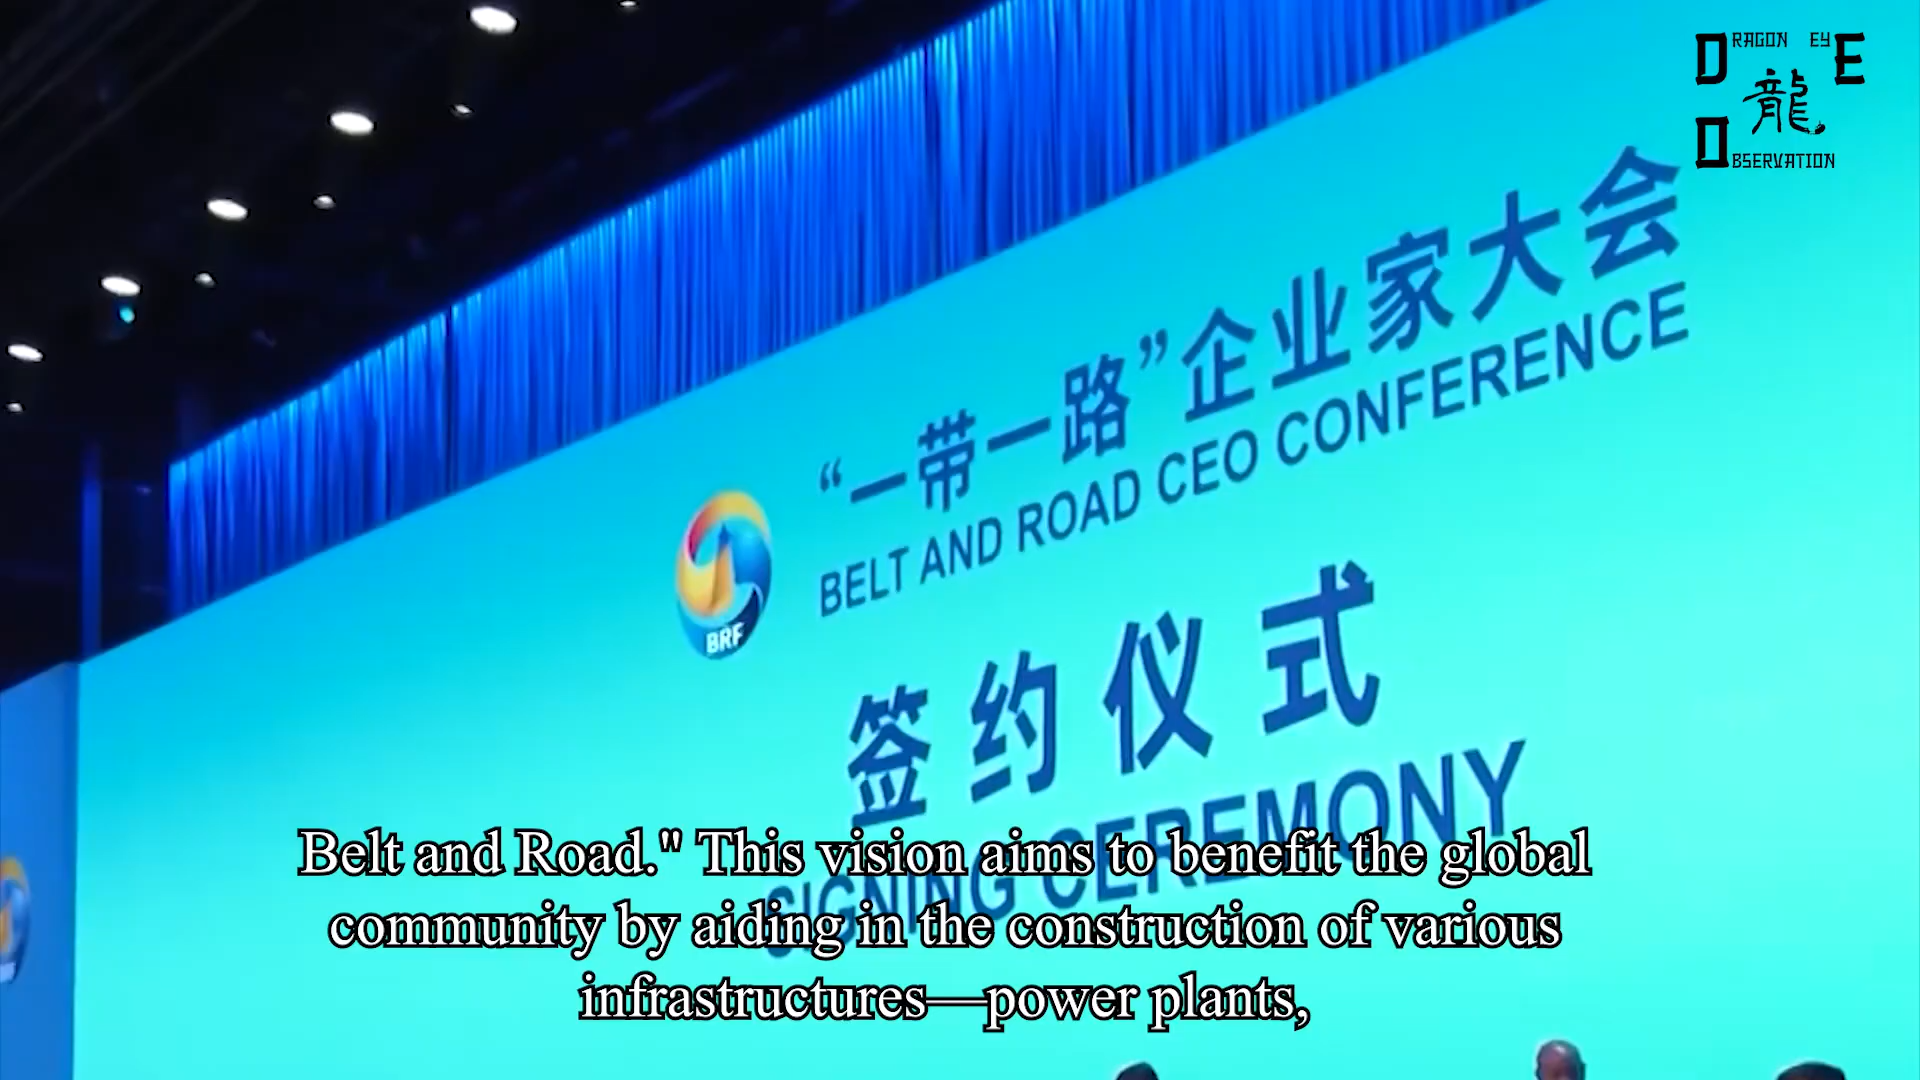 DRAGON EYE
龍
OBSERVATION
“一带一路”企业家大会
BELT AND ROAD CEO CONFERENCE
BRF
签约仪式
SIGNING CEREMONY
Belt and Road." This vision aims to benefit the global
community by aiding in the construction of various
infrastructures—power plants,